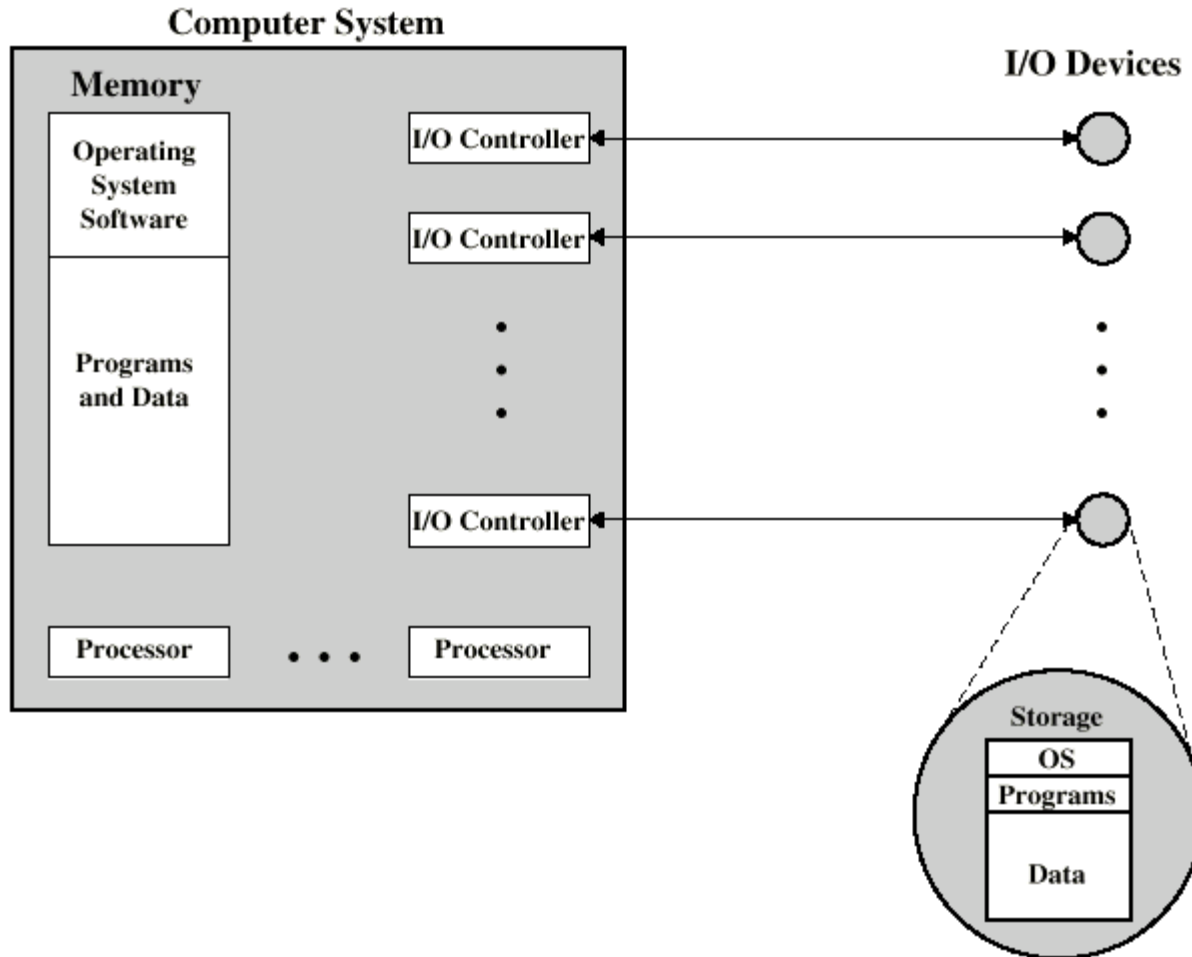 Computer System
I/O Devices
Memory
Operating
System
Software
Programs
and Data
I/O Controller
I/O Controller
I/O Controller
Processor
Processor
Storage
OS
Programs
Data